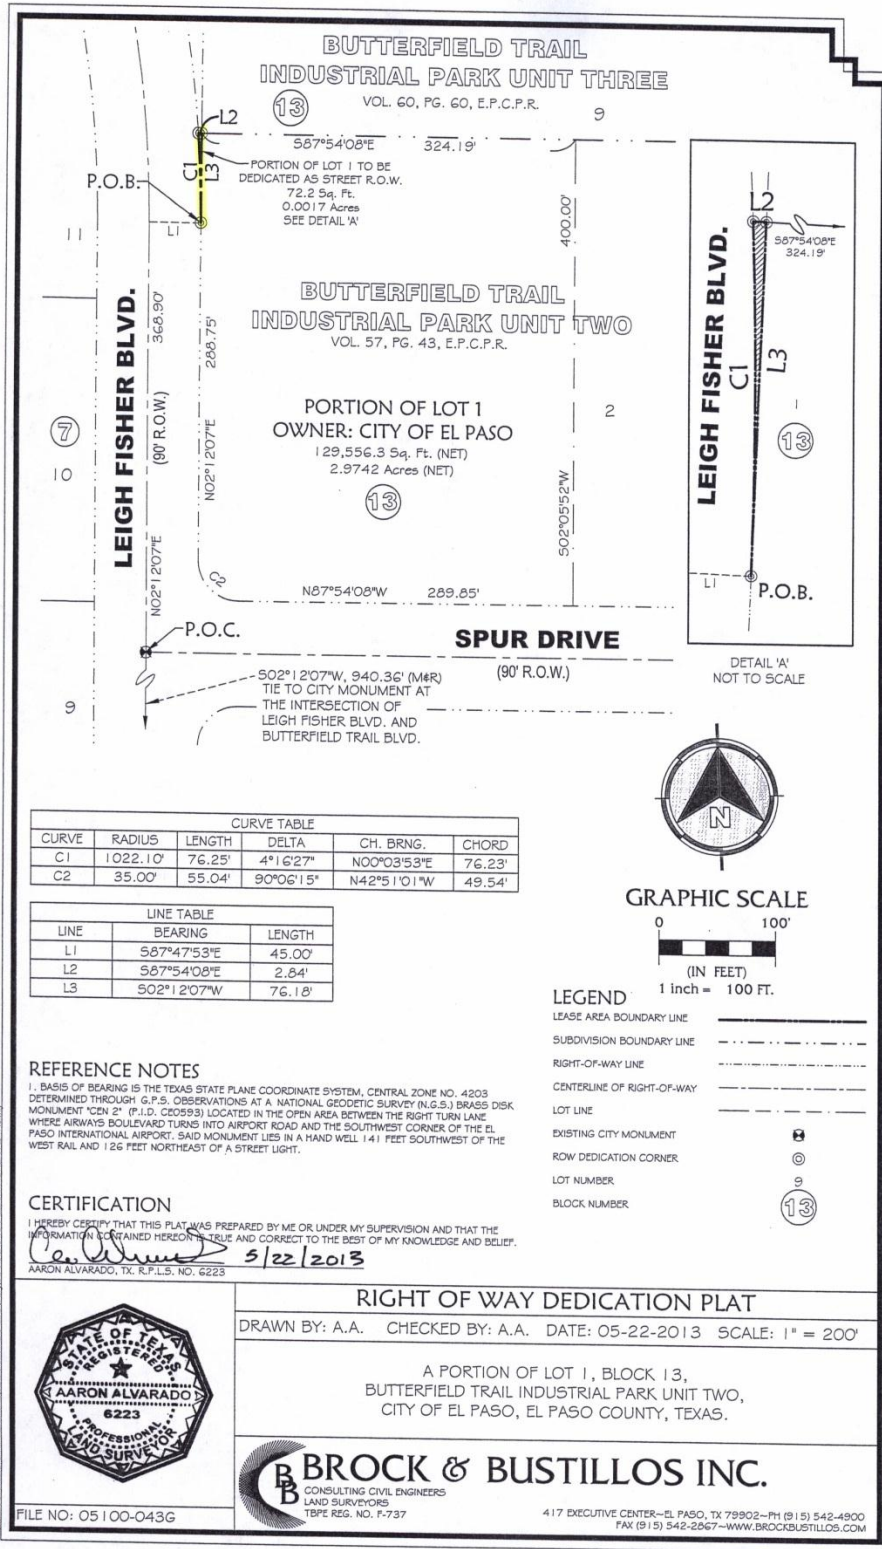 BUTTERFIELD TRAIL
INDUSTRIAL PARK UNIT THREE
VOL. 60, PG. 60, E.P.C.P.R.
13
9
L2
S87°54'08"E 324.19'
C1
L3
PORTION OF LOT 1 TO BE
DEDICATED AS STREET R.O.W.
72.2 Sq. Ft.
0.0017 Acres
SEE DETAIL 'A'
P.O.B.
L1
11
400.00'
LEIGH FISHER BLVD.
(90' R.O.W.)
368.90'
N02°12'07"E
288.75'
N02°12'07"E
BUTTERFIELD TRAIL
INDUSTRIAL PARK UNIT TWO
VOL. 57, PG. 43, E.P.C.P.R.
PORTION OF LOT 1
OWNER: CITY OF EL PASO
129,556.3 Sq. Ft. (NET)
2.9742 Acres (NET)
13
2
S02°05'52"W
7
10
C2
N87°54'08"W 289.85'
P.O.C.
SPUR DRIVE
(90' R.O.W.)
S02°12'07"W, 940.36' (M&R)
TIE TO CITY MONUMENT AT
THE INTERSECTION OF
LEIGH FISHER BLVD. AND
BUTTERFIELD TRAIL BLVD.
9
L2
S87°54'08"E
324.19'
LEIGH FISHER BLVD.
C1
L3
1
13
L1
P.O.B.
DETAIL 'A'
NOT TO SCALE
N
CURVE TABLE
CURVE RADIUS LENGTH DELTA CH. BRNG. CHORD
C1 1022.10' 76.25' 4°16'27" N00°03'53"E 76.23'
C2 35.00' 55.04' 90°06'15" N42°51'01"W 49.54'
LINE TABLE
LINE BEARING LENGTH
L1 S87°47'53"E 45.00'
L2 S87°54'08"E 2.84'
L3 S02°12'07"W 76.18'
GRAPHIC SCALE
0 100'
(IN FEET)
1 inch = 100 FT.
LEGEND
LEASE AREA BOUNDARY LINE
SUBDIVISION BOUNDARY LINE
RIGHT-OF-WAY LINE
CENTERLINE OF RIGHT-OF-WAY
LOT LINE
EXISTING CITY MONUMENT
ROW DEDICATION CORNER
LOT NUMBER 9
BLOCK NUMBER 13
REFERENCE NOTES
1. BASIS OF BEARING IS THE TEXAS STATE PLANE COORDINATE SYSTEM, CENTRAL ZONE NO. 4203
DETERMINED THROUGH G.P.S. OBSERVATIONS AT A NATIONAL GEODETIC SURVEY (N.G.S.) BRASS DISK
MONUMENT "CEN 2" (P.I.D. CE0593) LOCATED IN THE OPEN AREA BETWEEN THE RIGHT TURN LANE
WHERE AIRWAYS BOULEVARD TURNS INTO AIRPORT ROAD AND THE SOUTHWEST CORNER OF THE EL
PASO INTERNATIONAL AIRPORT. SAID MONUMENT LIES IN A HAND WELL 141 FEET SOUTHWEST OF THE
WEST RAIL AND 126 FEET NORTHEAST OF A STREET LIGHT.
CERTIFICATION
I HEREBY CERTIFY THAT THIS PLAT WAS PREPARED BY ME OR UNDER MY SUPERVISION AND THAT THE
INFORMATION CONTAINED HEREON IS TRUE AND CORRECT TO THE BEST OF MY KNOWLEDGE AND BELIEF.
5/22/2013
AARON ALVARADO, TX. R.P.L.S. NO. 6223
STATE OF TEXAS
REGISTERED
AARON ALVARADO
6223
PROFESSIONAL
LAND SURVEYOR
FILE NO: 05100-043G
RIGHT OF WAY DEDICATION PLAT
DRAWN BY: A.A. CHECKED BY: A.A. DATE: 05-22-2013 SCALE: 1" = 200'
A PORTION OF LOT 1, BLOCK 13,
BUTTERFIELD TRAIL INDUSTRIAL PARK UNIT TWO,
CITY OF EL PASO, EL PASO COUNTY, TEXAS.
BB
BROCK & BUSTILLOS INC.
CONSULTING CIVIL ENGINEERS
LAND SURVEYORS
TBPE REG. NO. F-737
417 EXECUTIVE CENTER~EL PASO, TX 79902~PH (915) 542-4900
FAX (915) 542-2867~WWW.BROCKBUSTILLOS.COM